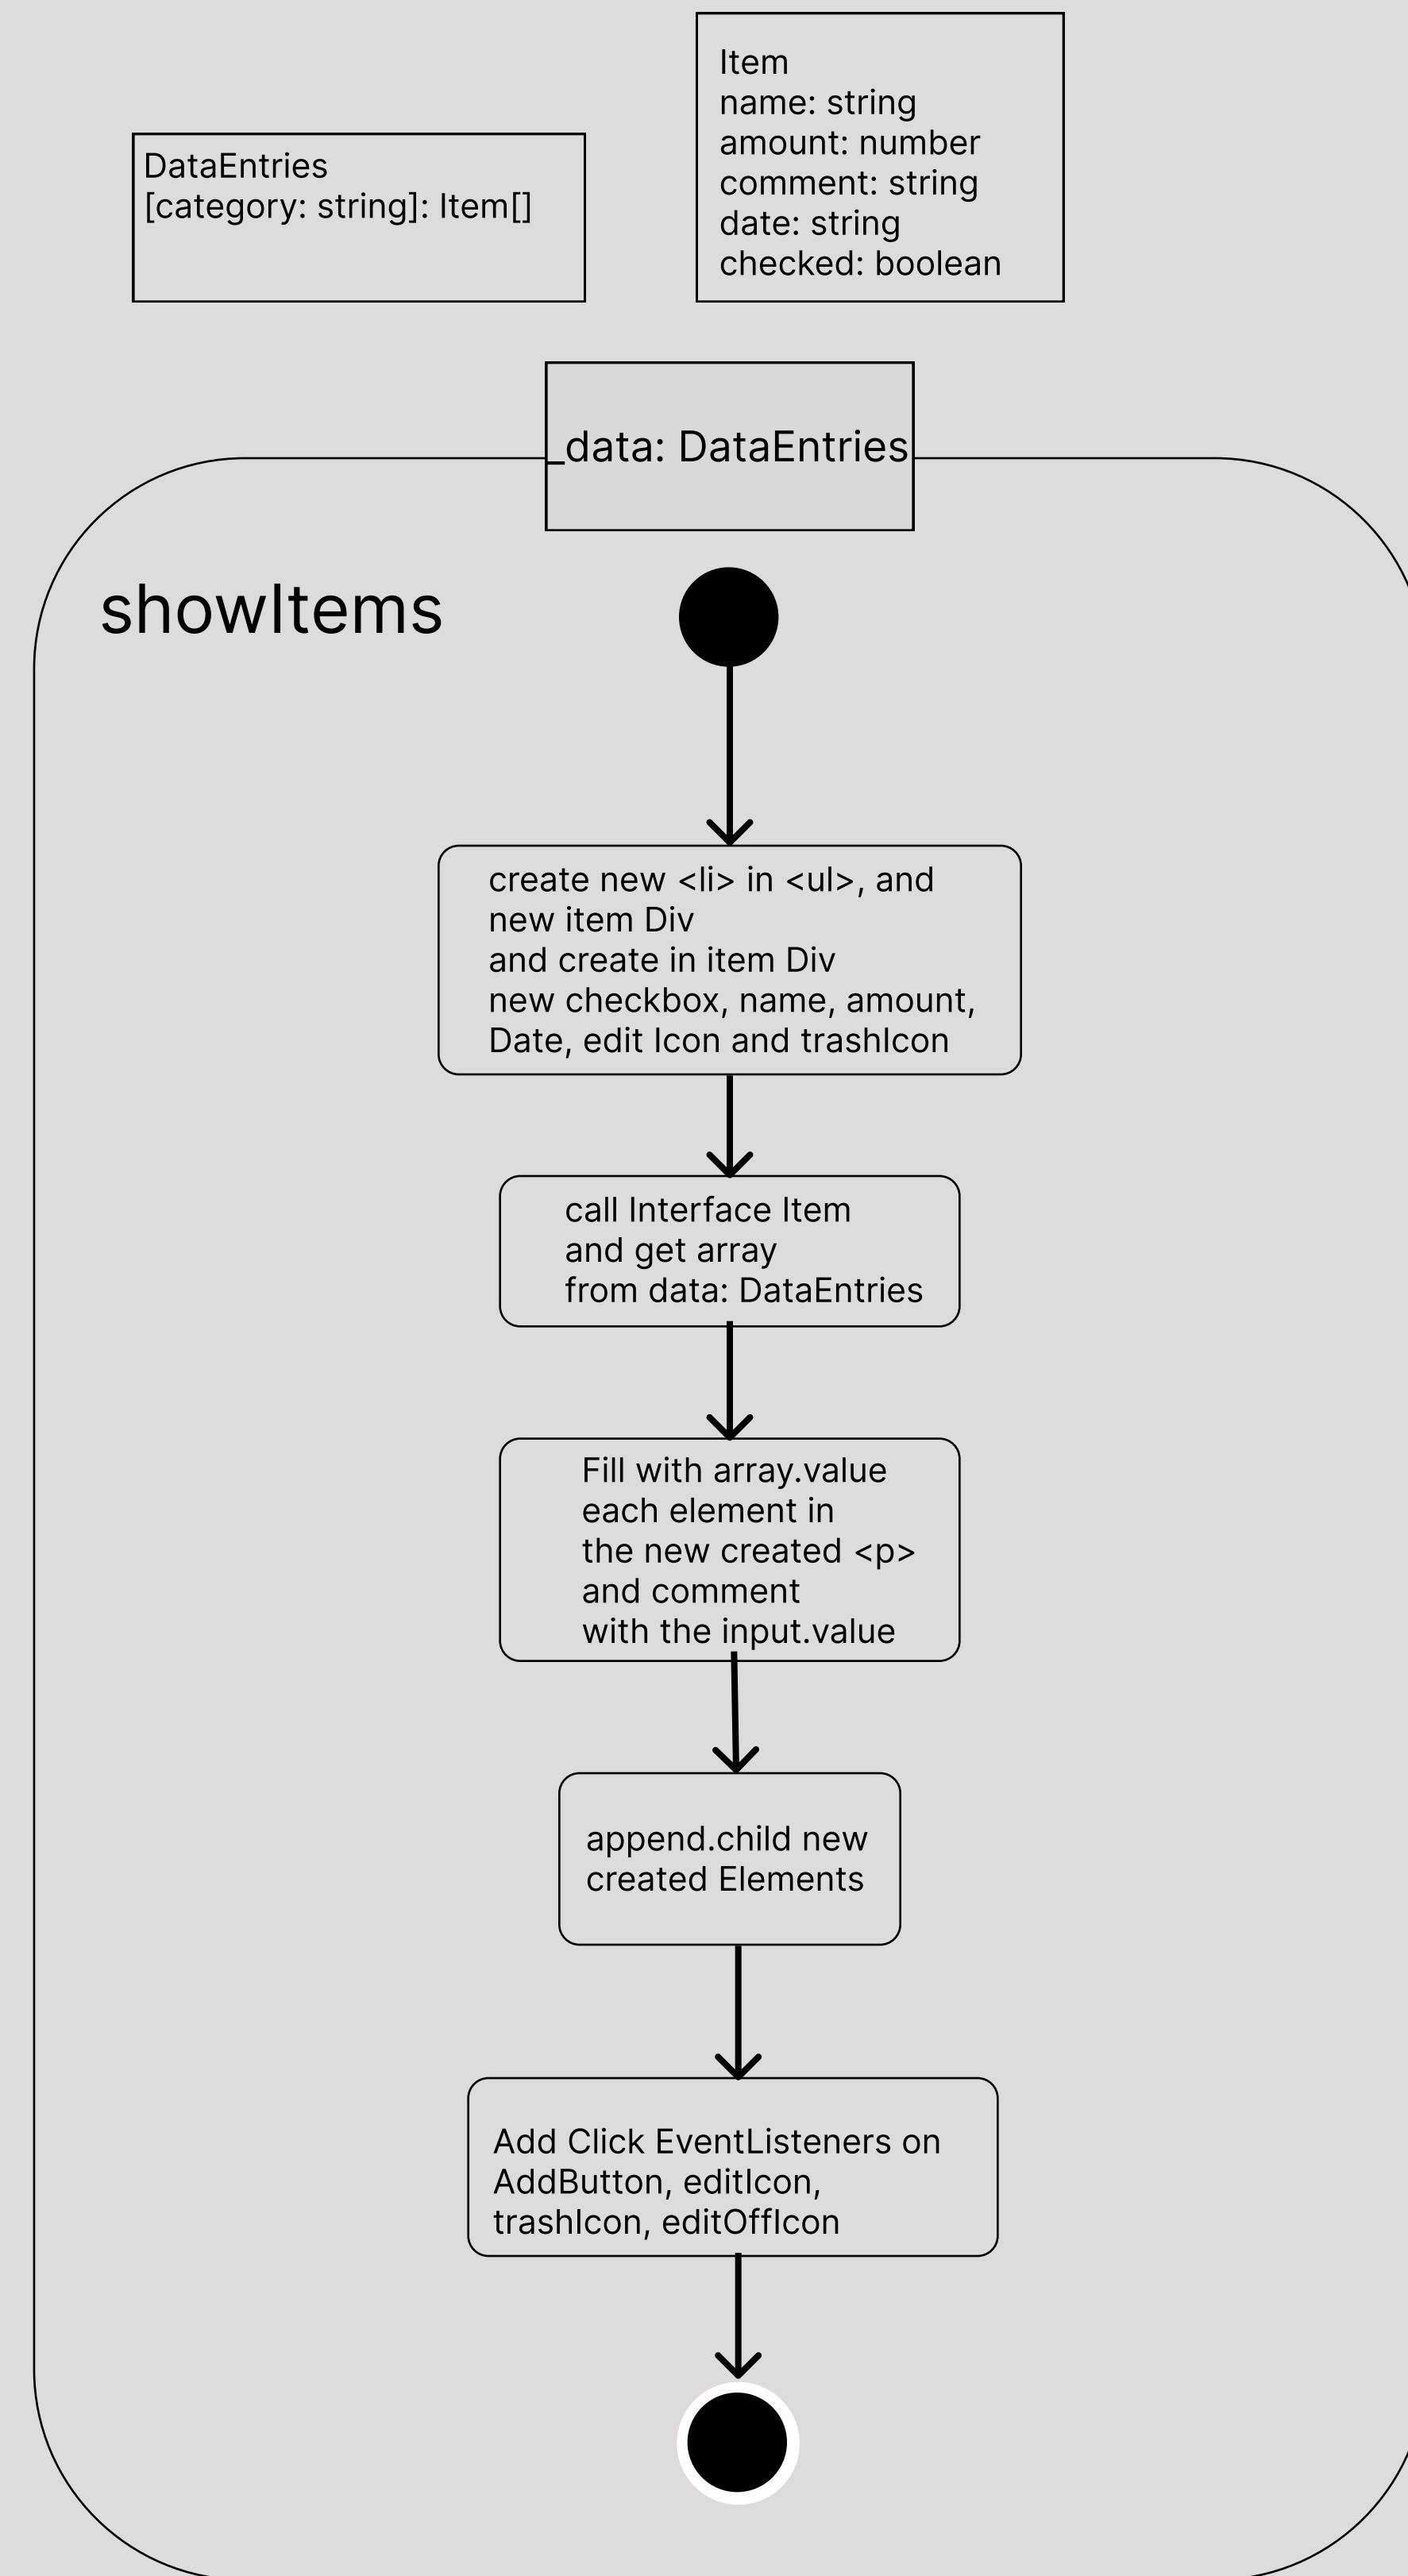 Item
name: string
amount: number
comment: string
date: string
checked: boolean
DataEntries
[category: string]: Item[]
_data: DataEntries
showItems
create new <li> in <ul>, and
new item Div
and create in item Div
new checkbox, name, amount,
Date, edit Icon and trashIcon
call Interface Item
and get array
from data: DataEntries
Fill with array.value
each element in
the new created <p>
and comment
with the input.value
append.child new
created Elements
Add Click EventListeners on
AddButton, editIcon,
trashIcon, editOffIcon